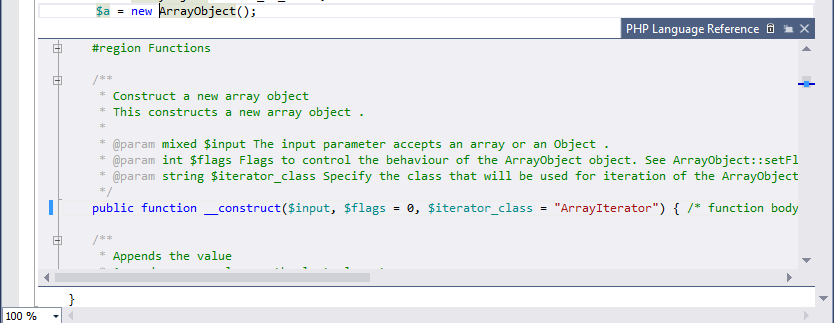 $a = new ArrayObject();
PHP Language Reference
#region Functions
/**
* Construct a new array object
* This constructs a new array object .
*
* @param mixed $input The input parameter accepts an array or an Object .
* @param int $flags Flags to control the behaviour of the ArrayObject object. See ArrayObject::setFl
* @param string $iterator_class Specify the class that will be used for iteration of the ArrayObject
*/
public function __construct($input, $flags = 0, $iterator_class = "ArrayIterator") { /* function body
/**
* Appends the value
}
100 %